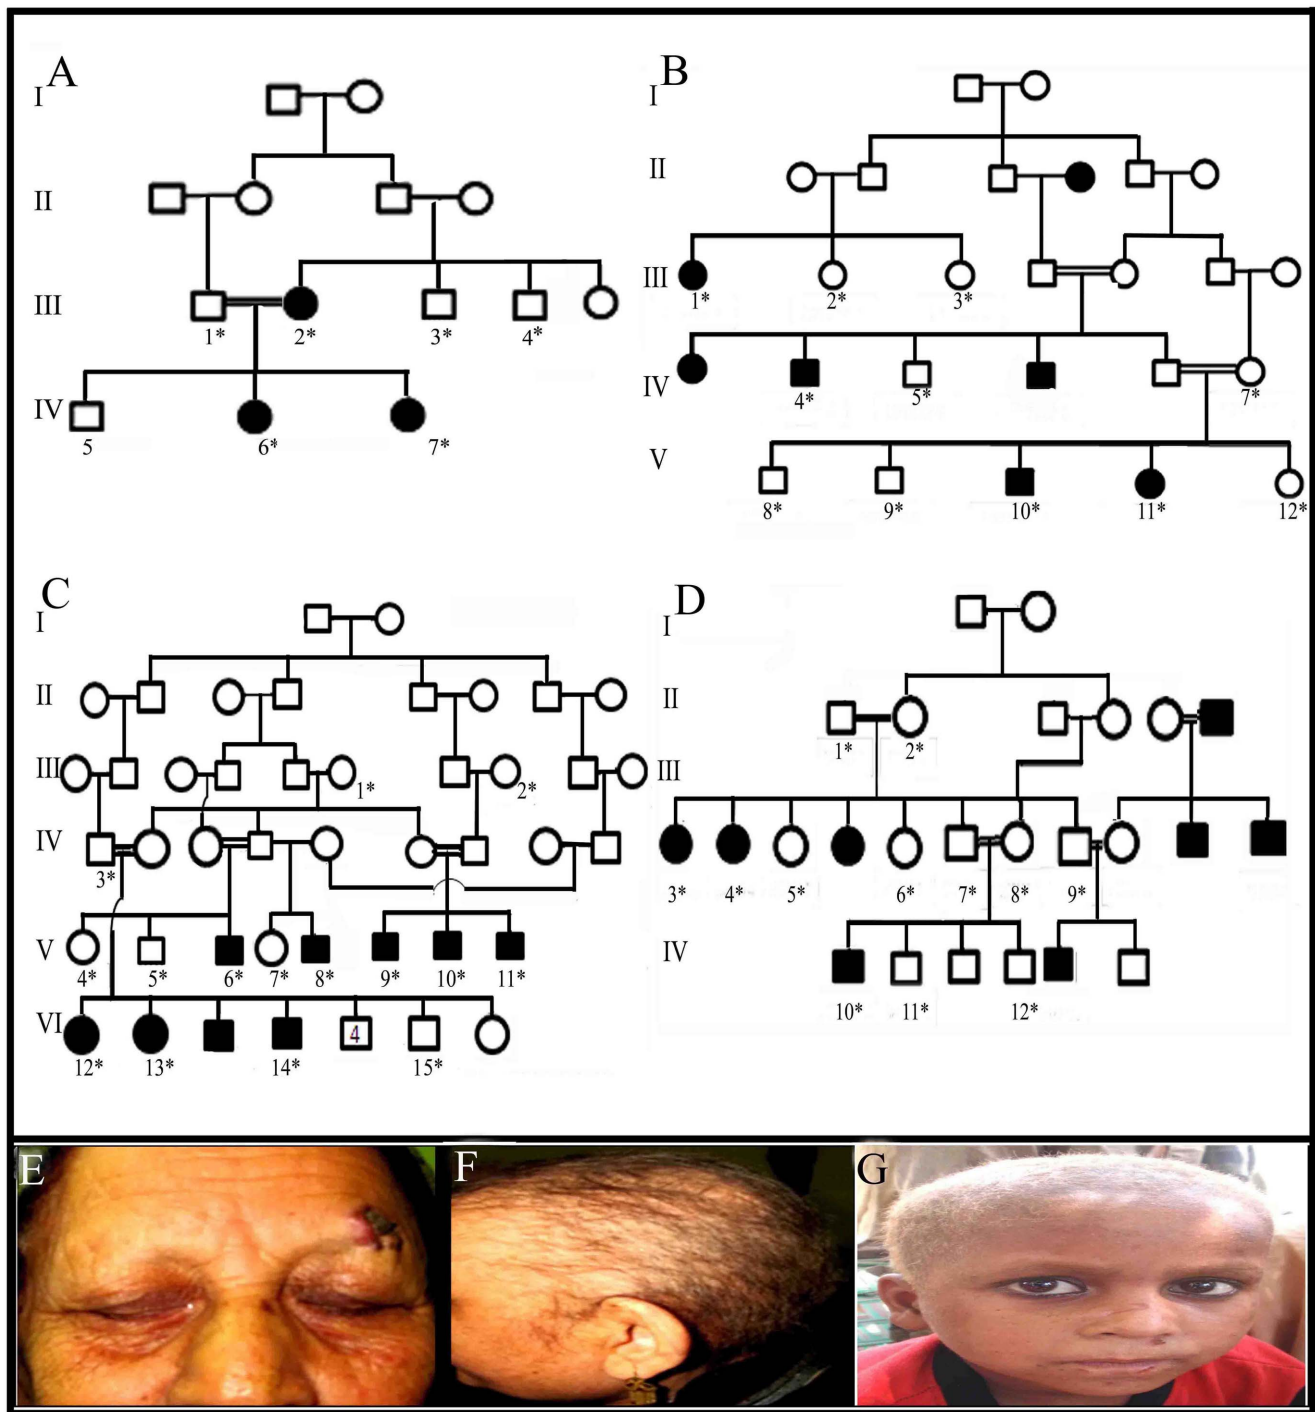 A
B
I
I
II
II
III
1* 2* 3* 4*
III
1* 2* 3*
IV
5 6* 7*
IV
4* 5* 7*
V
8* 9* 10* 11* 12*
C
D
I
I
II
II
1* 2*
III
1* 2*
III
IV
3*
3* 4* 5* 6* 7* 8* 9*
V
4* 5* 6* 7* 8* 9* 10* 11*
IV
10* 11* 12*
VI
4
12* 13* 14* 15*
E
F
G